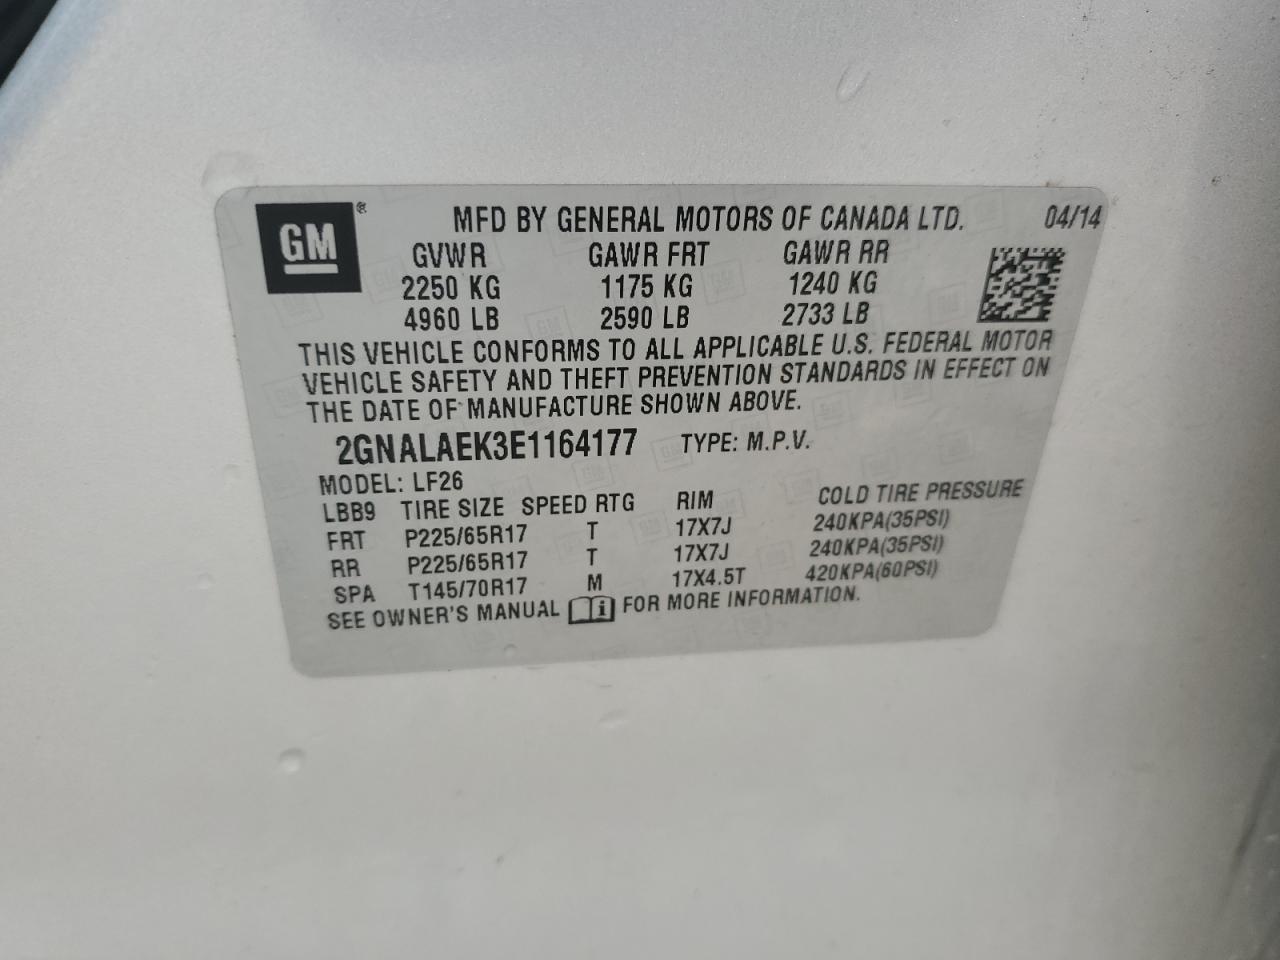 GM ® MFD BY GENERAL MOTORS OF CANADA LTD. 04/14
GVWR GAWR FRT GAWR RR
2250 KG 1175 KG 1240 KG
4960 LB 2590 LB 2733 LB
THIS VEHICLE CONFORMS TO ALL APPLICABLE U.S. FEDERAL MOTOR
VEHICLE SAFETY AND THEFT PREVENTION STANDARDS IN EFFECT ON
THE DATE OF MANUFACTURE SHOWN ABOVE.
2GNALAEK3E1164177 TYPE: M.P.V.
MODEL: LF26
LBB9 TIRE SIZE SPEED RTG RIM COLD TIRE PRESSURE
FRT P225/65R17 T 17X7J 240KPA(35PSI)
RR P225/65R17 T 17X7J 240KPA(35PSI)
SPA T145/70R17 M 17X4.5T 420KPA(60PSI)
SEE OWNER'S MANUAL i FOR MORE INFORMATION.